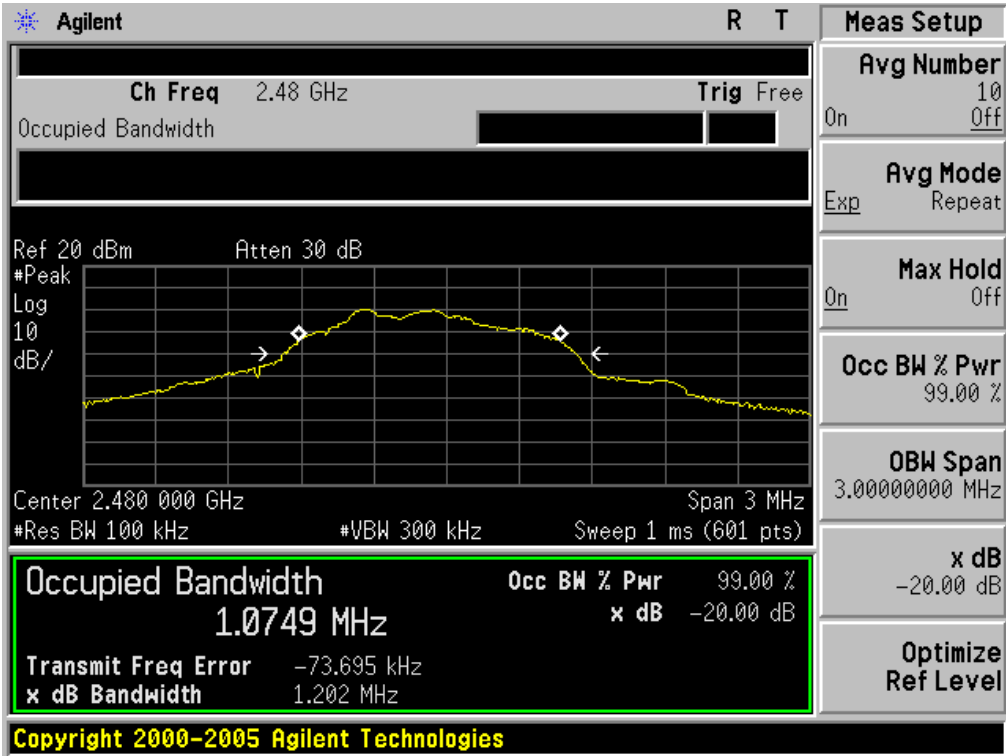 Agilent R T Meas Setup
Ch Freq 2.48 GHz Trig Free
Occupied Bandwidth
Avg Number
10
On Off
Avg Mode
Exp Repeat
Max Hold
On Off
Occ BW % Pwr
99.00 %
OBW Span
3.00000000 MHz
x dB
-20.00 dB
Optimize
Ref Level
Ref 20 dBm Atten 30 dB
#Peak
Log
10
dB/
Center 2.480 000 GHz Span 3 MHz
#Res BW 100 kHz #VBW 300 kHz Sweep 1 ms (601 pts)
Occupied Bandwidth Occ BW % Pwr 99.00 %
1.0749 MHz x dB -20.00 dB
Transmit Freq Error -73.695 kHz
x dB Bandwidth 1.202 MHz
Copyright 2000-2005 Agilent Technologies